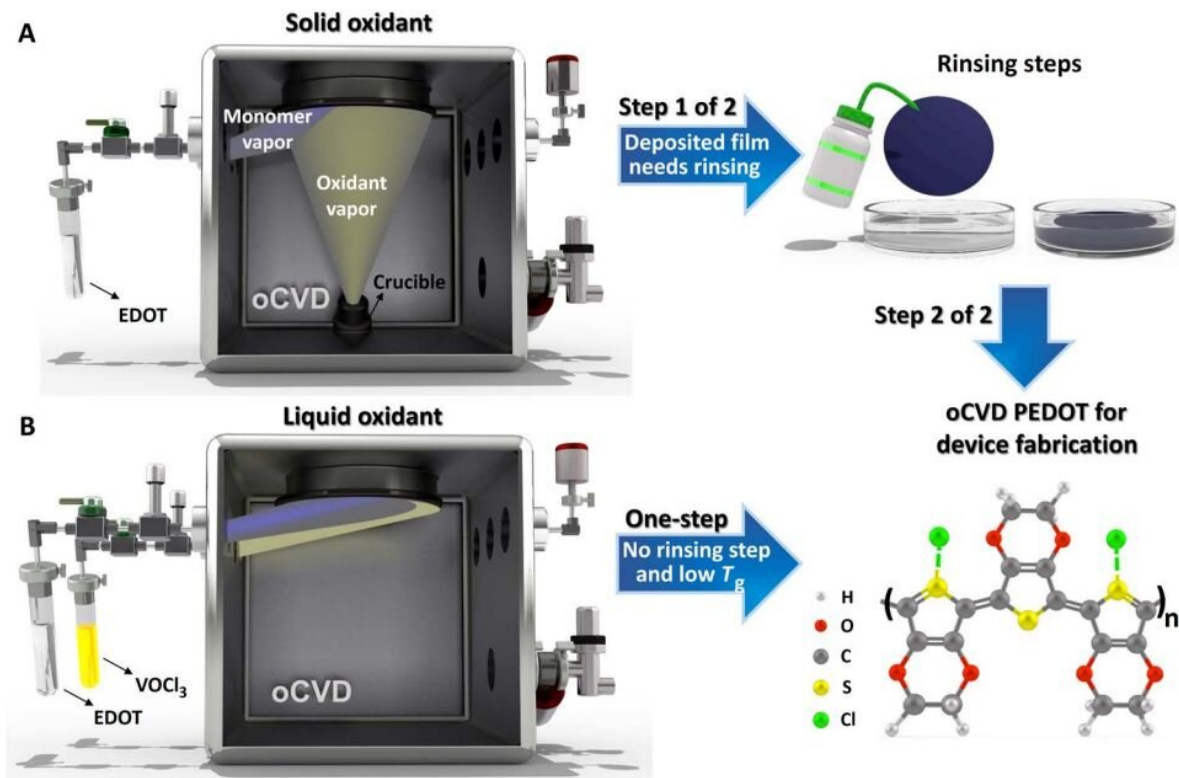 A
Solid oxidant
Monomer
vapor
Oxidant
vapor
Crucible
oCVD
EDOT
Step 1 of 2
Deposited film
needs rinsing
Rinsing steps
Step 2 of 2
oCVD PEDOT for
device fabrication
B
Liquid oxidant
oCVD
VOCl₃
EDOT
One-step
No rinsing step
and low Tg
H
O
C
S
Cl
( )n